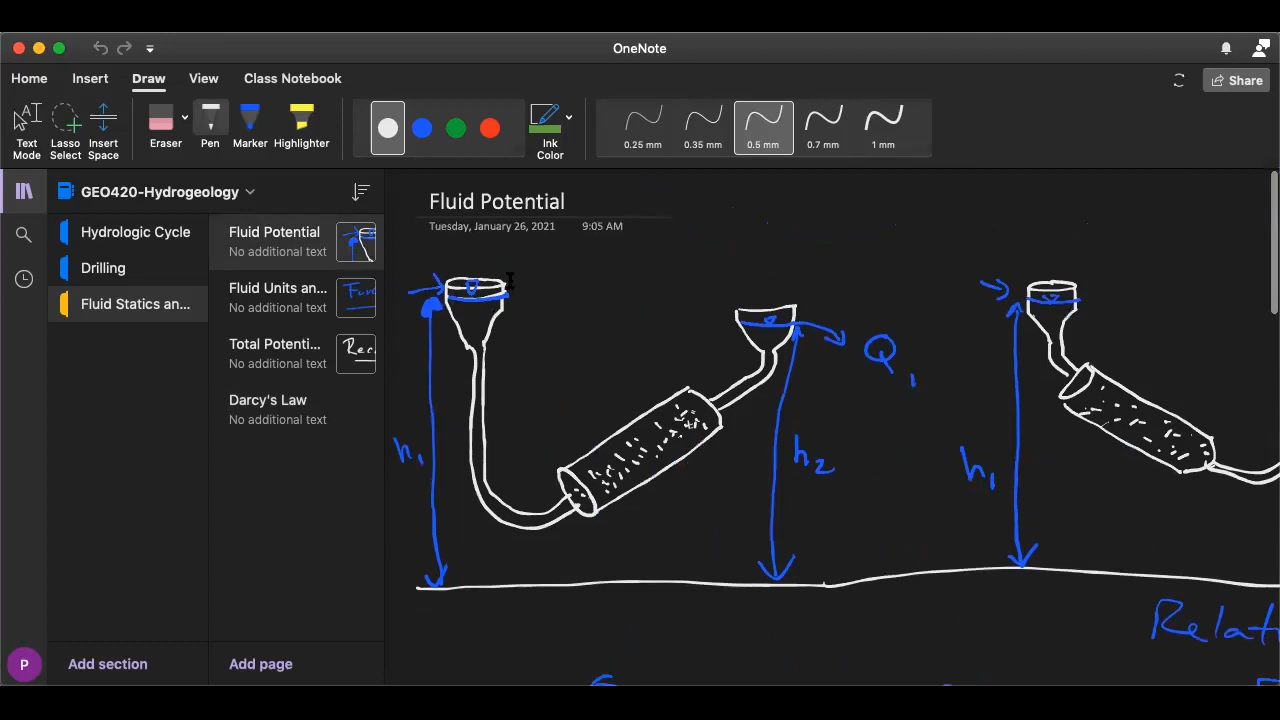 OneNote
Home Insert Draw View Class Notebook
Share
Text Mode
Lasso Select
Insert Space
Eraser
Pen
Marker
Highlighter
Ink Color
0.25 mm
0.35 mm
0.5 mm
0.7 mm
1 mm
GEO420-Hydrogeology
Hydrologic Cycle
Drilling
Fluid Statics an...
Fluid Potential
No additional text
Fluid Units an...
No additional text
Total Potenti...
No additional text
Rec
Darcy's Law
No additional text
Add section
Add page
P
Fluid Potential
Tuesday, January 26, 2021 9:05 AM
Q1
h1
h2
h1
Relati